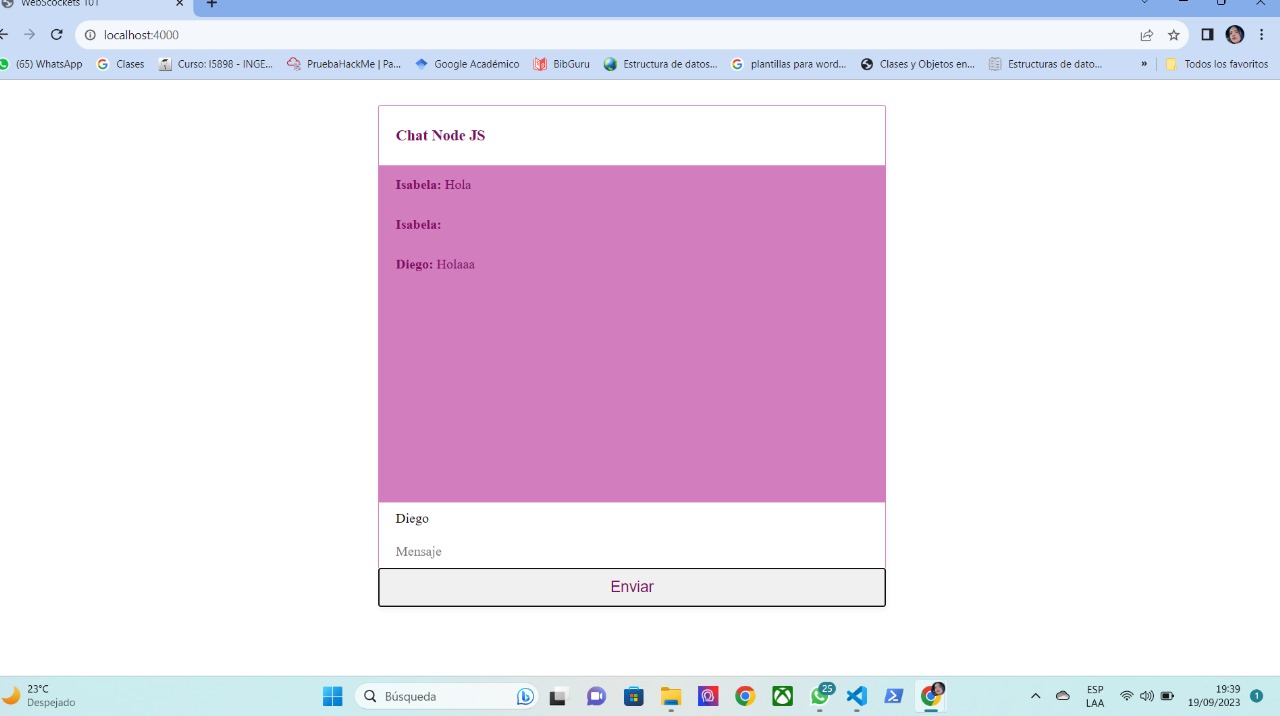 WebScockets 101
localhost:4000
(65) WhatsApp
Clases
Curso: I5898 - INGE...
PruebaHackMe | Pa...
Google Académico
BibGuru
Estructura de datos...
plantillas para word...
Clases y Objetos en...
Estructuras de dato...
»
Todos los favoritos
Chat Node JS
Isabela: Hola
Isabela:
Diego: Holaaa
Diego
Mensaje
Enviar
23°C
Despejado
Búsqueda
25
ESP
LAA
19:39
19/09/2023
1